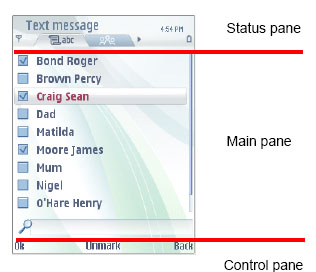 Text message
4:54 PM
Status pane
abc
Bond Roger
Brown Percy
Craig Sean
Dad
Matilda
Main pane
Moore James
Mum
Nigel
O'Hare Henry
Ok Unmark Back
Control pane